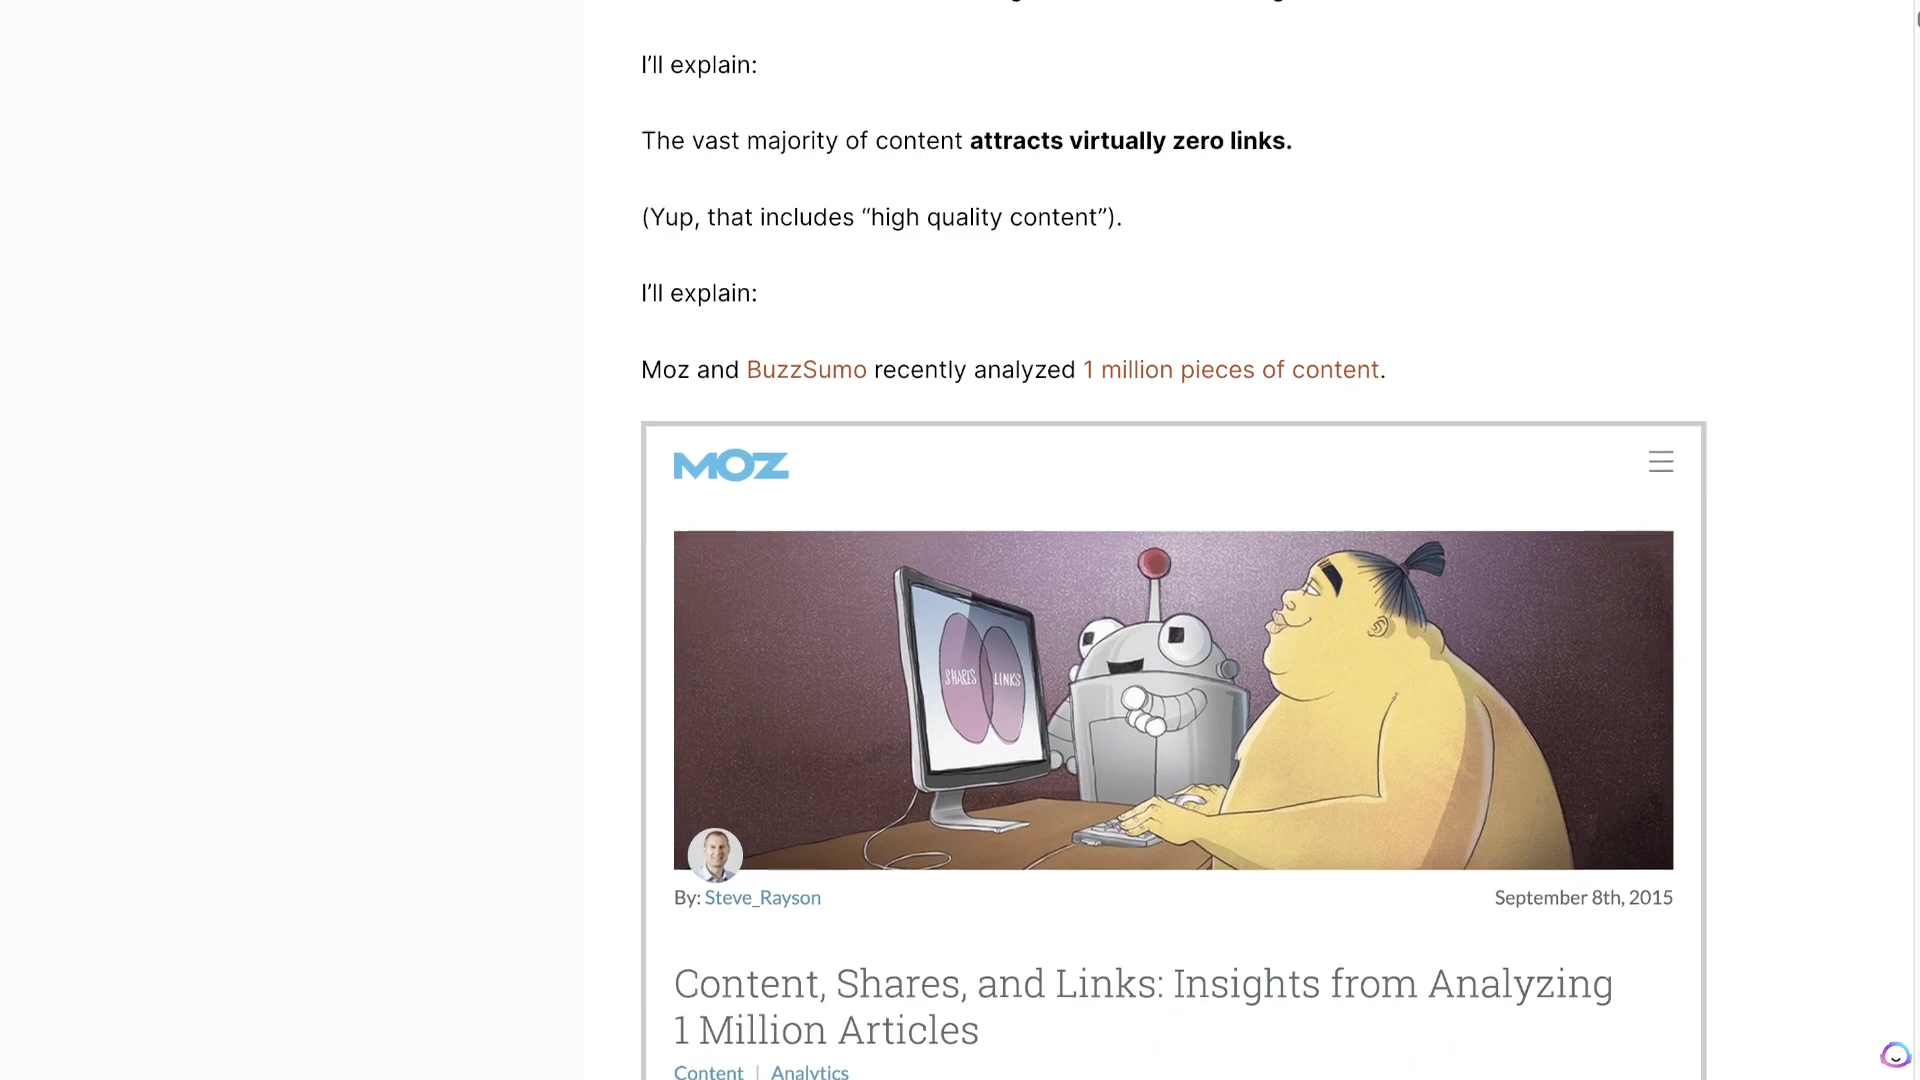 I’ll explain:
The vast majority of content attracts virtually zero links.
(Yup, that includes “high quality content”).
I’ll explain:
Moz and BuzzSumo recently analyzed 1 million pieces of content.
MOZ
SHARES LINKS
By: Steve_Rayson
September 8th, 2015
Content, Shares, and Links: Insights from Analyzing
1 Million Articles
Content | Analytics